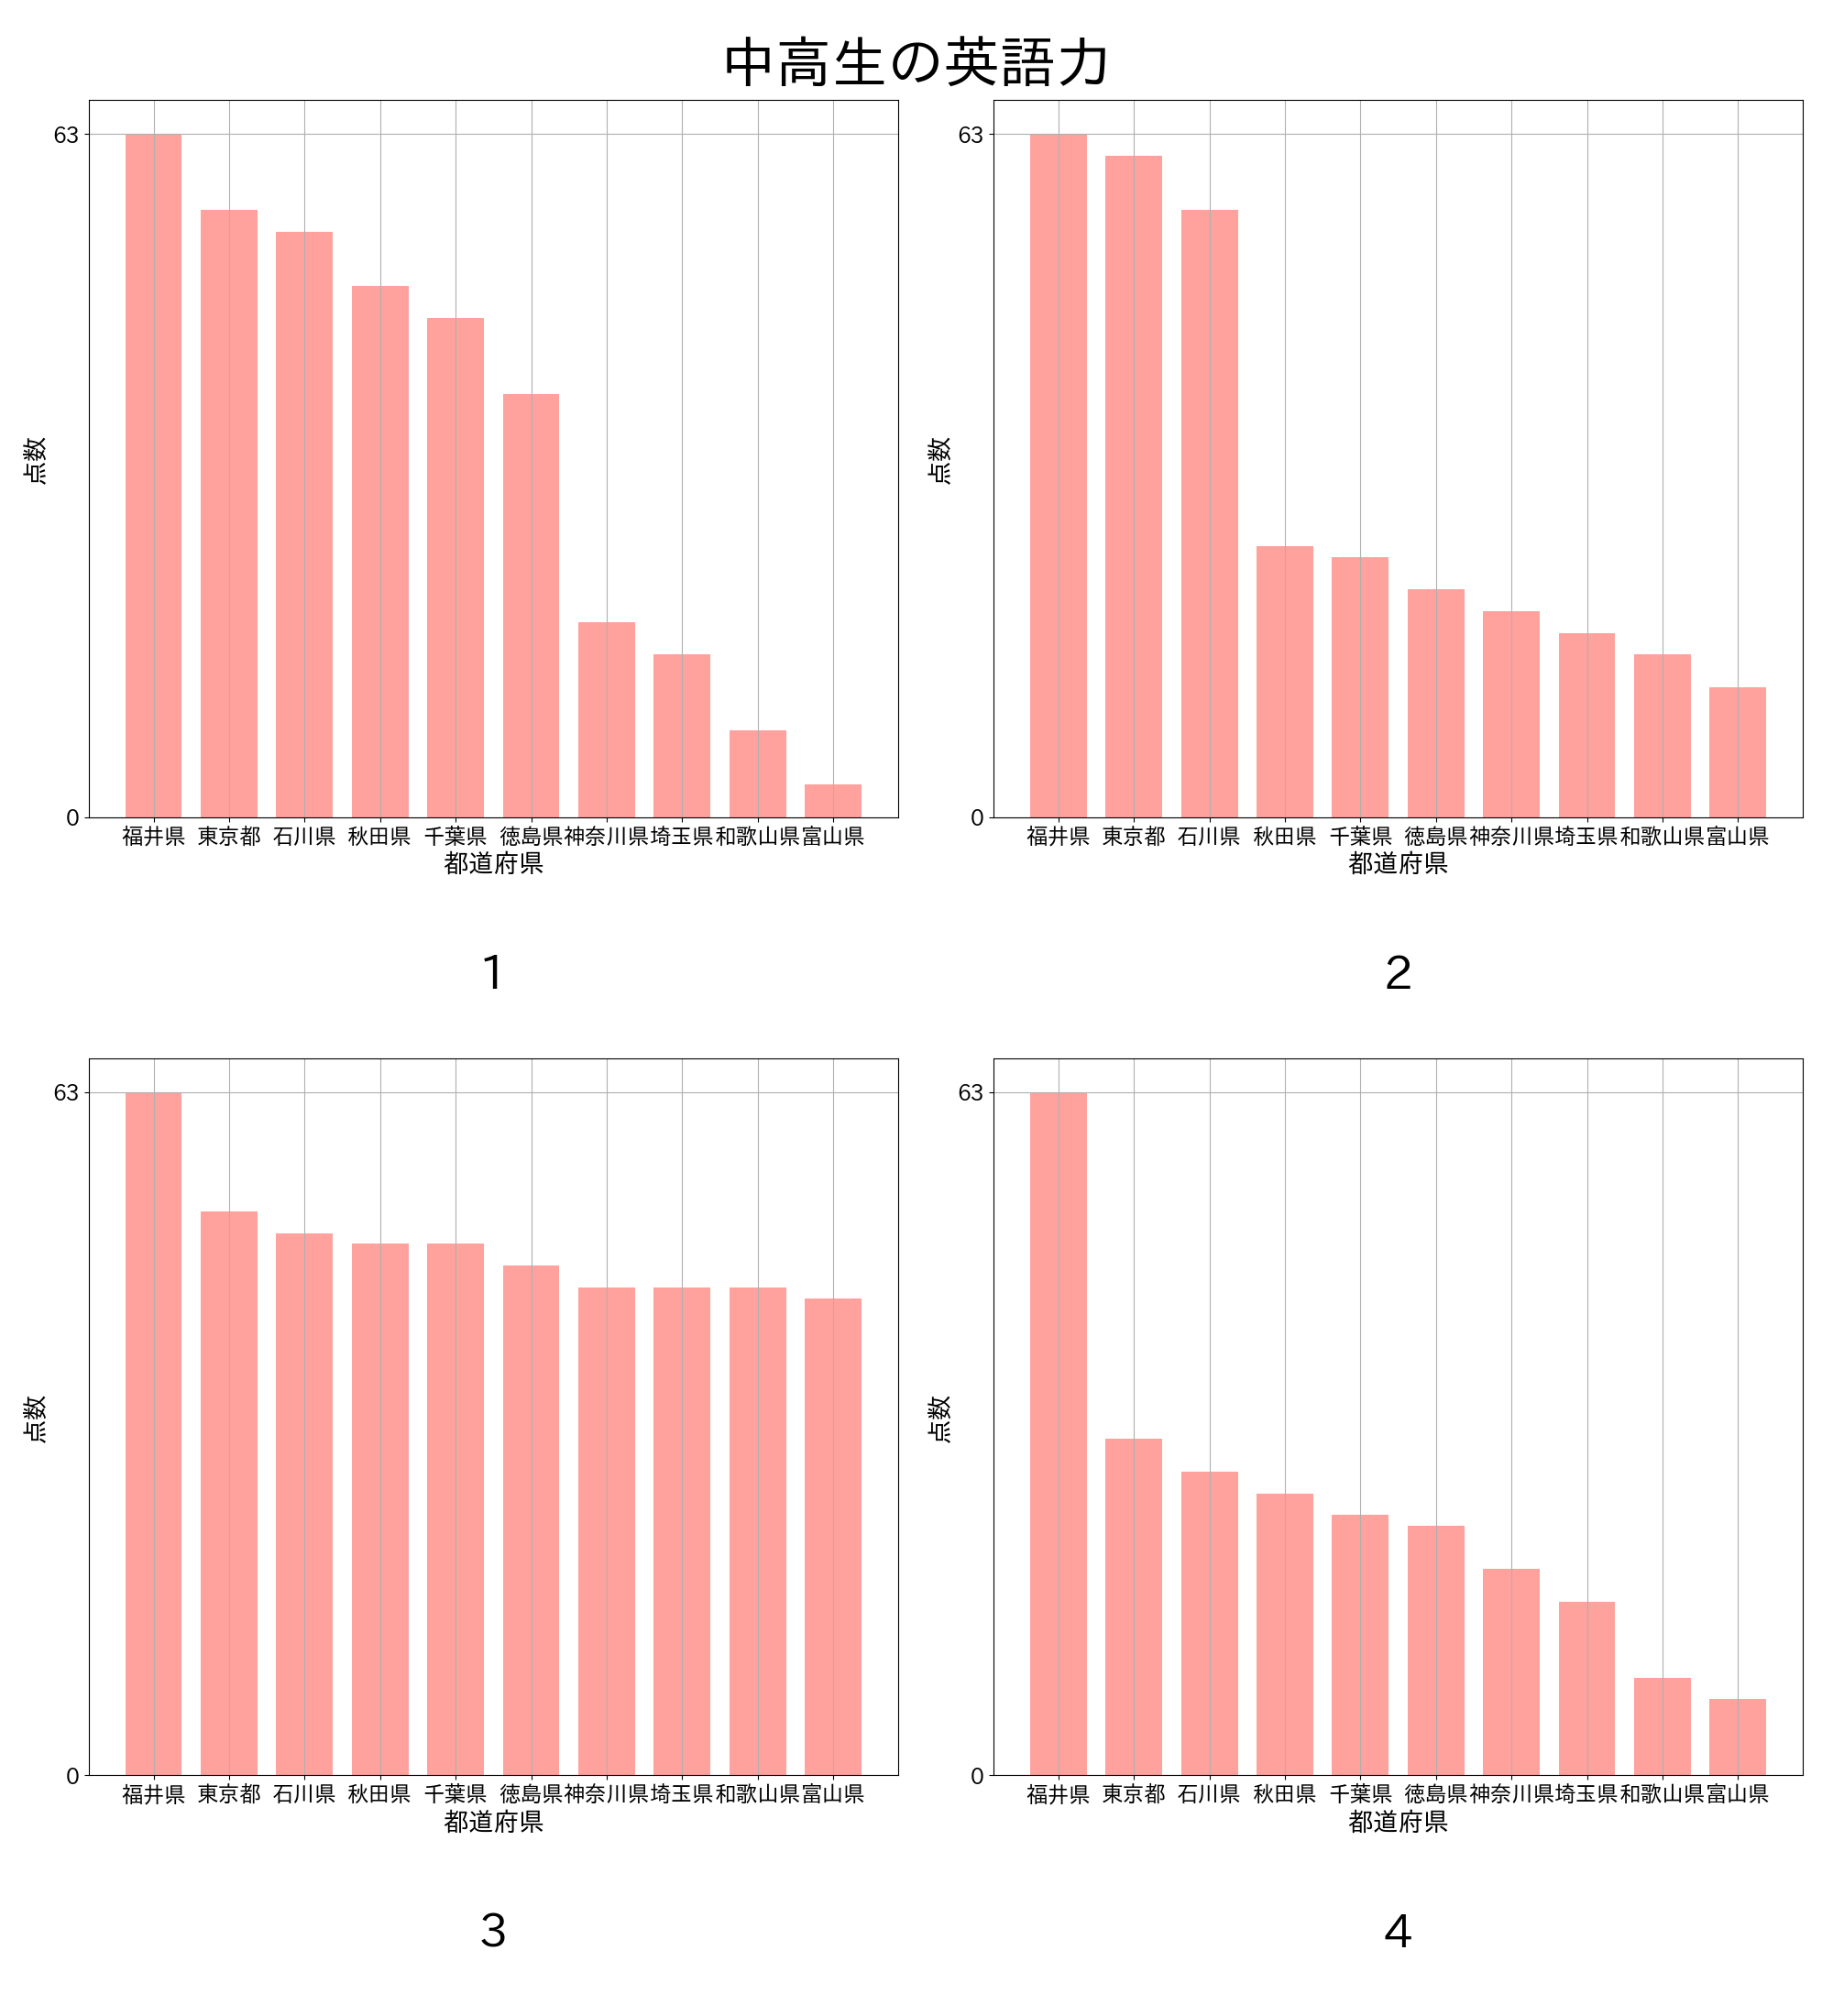 中高生の英語力
63
0
点数
福井県 東京都 石川県 秋田県 千葉県 徳島県 神奈川県 埼玉県 和歌山県 富山県
都道府県
1
63
0
点数
福井県 東京都 石川県 秋田県 千葉県 徳島県 神奈川県 埼玉県 和歌山県 富山県
都道府県
2
63
0
点数
福井県 東京都 石川県 秋田県 千葉県 徳島県 神奈川県 埼玉県 和歌山県 富山県
都道府県
3
63
0
点数
福井県 東京都 石川県 秋田県 千葉県 徳島県 神奈川県 埼玉県 和歌山県 富山県
都道府県
4